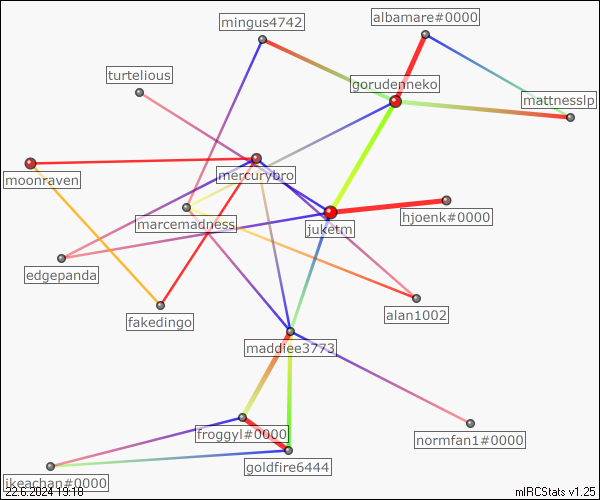 mingus4742
albamare#0000
turtelious
gorudenneko
mattnesslp
moonraven
mercurybro
marcemadness
juketm
hjoenk#0000
edgepanda
fakedingo
alan1002
maddiee3773
froggyl#0000
normfan1#0000
goldfire6444
ikeachan#0000
22.6.2024 19:18
mIRCStats v1.25